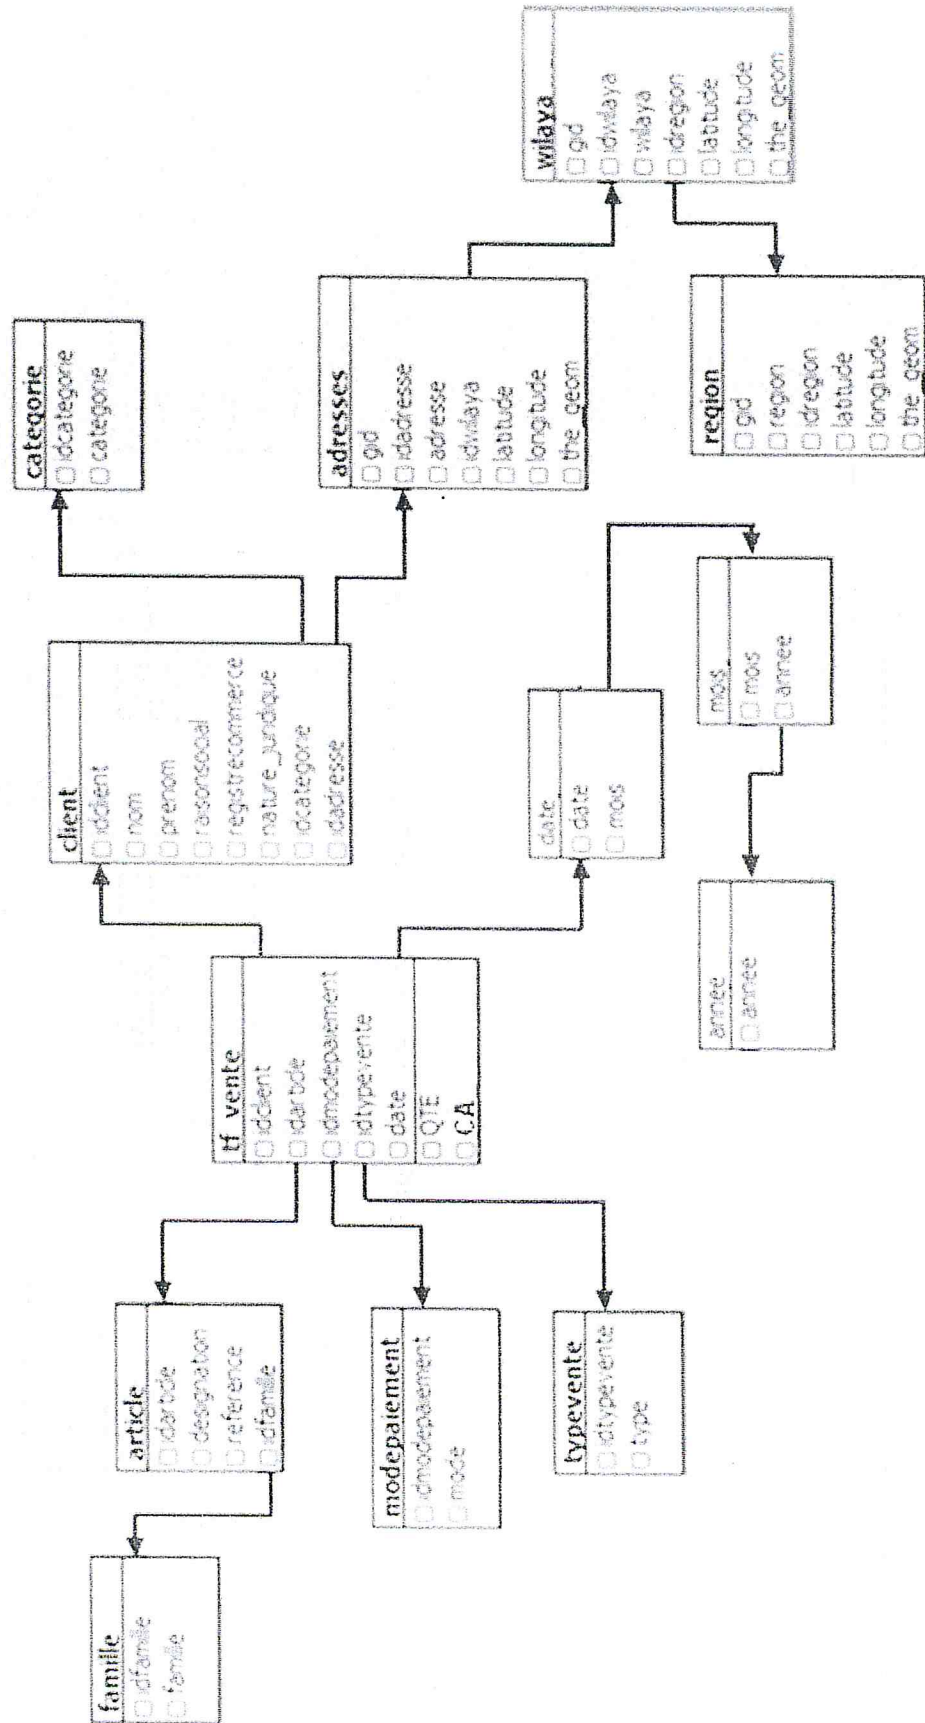 famille
idfamille
famille
article
idarticle
designation
reference
idfamille
modepaiement
idmodepaiement
mode
typevente
idtypevente
type
tf_vente
idclient
idarticle
idmodepaiement
idtypevente
date
QTE
CA
client
idclient
nom
prenom
raisonsocial
registrecommerce
nature_juridique
idcategorie
idadresse
date
date
mois
annee
annee
mois
mois
annee
categorie
idcategorie
categorie
adresses
gid
idadresse
adresse
idwilaya
latitude
longitude
the_geom
wilaya
gid
idwilaya
wilaya
idregion
latitude
longitude
the_geom
region
gid
region
idregion
latitude
longitude
the_geom